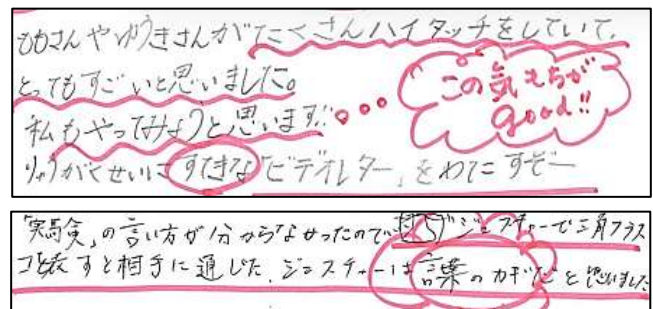 ももさんやゆうきさんがたくさんハイタッチをしていて、
とってもすごいと思いました。
私もやってみようと思います!!
この気もちが
good!!
りゅうがくせいにすてきな「ビデオレター」をわたすぞー
「実験」の言い方が分からなかったので ジェスチャーで三角フラス
コを表すと相手に通じた。ジェスチャーは言葉のカギだと思いました